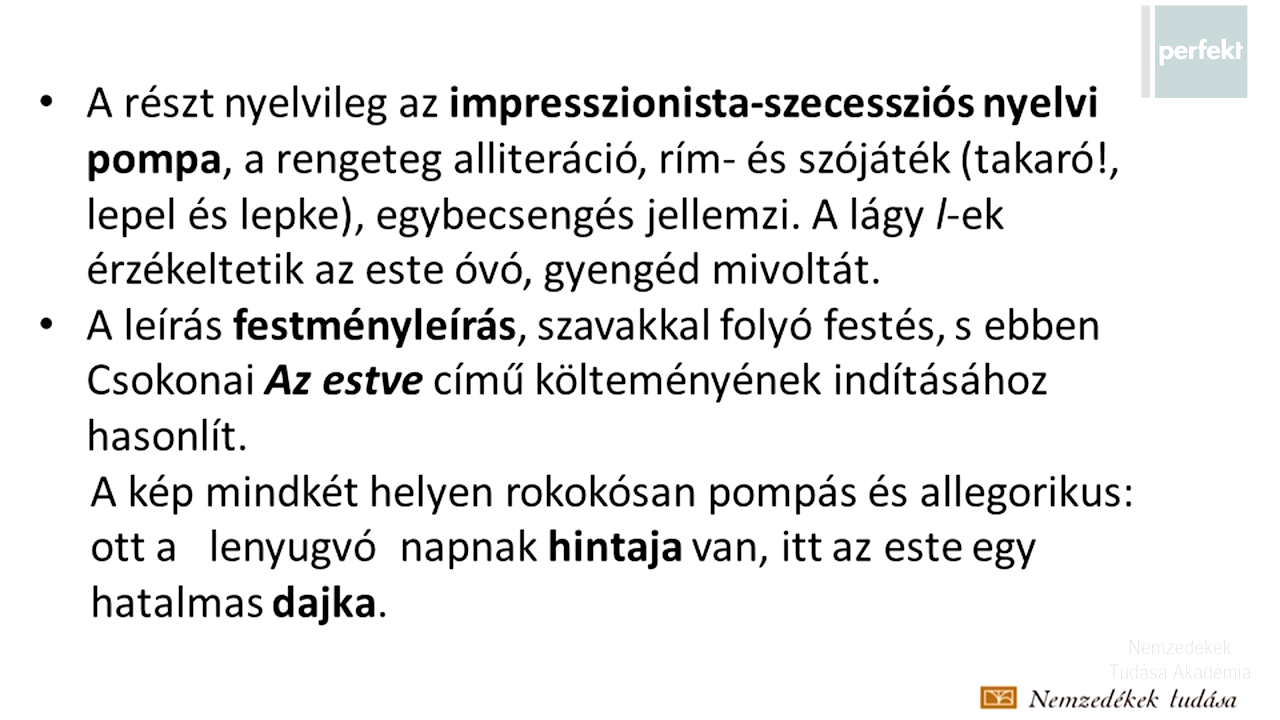 perfekt
• A részt nyelvileg az impresszionista-szecessziós nyelvi
pompa, a rengeteg alliteráció, rím- és szójáték (takaró!,
lepel és lepke), egybecsengés jellemzi. A lágy l-ek
érzékeltetik az este óvó, gyengéd mivoltát.
• A leírás festményleírás, szavakkal folyó festés, s ebben
Csokonai Az estve című költeményének indításához
hasonlít.
A kép mindkét helyen rokokósan pompás és allegorikus:
ott a lenyugvó napnak hintaja van, itt az este egy
hatalmas dajka.
Nemzedékek
Tudása Akadémia
Nemzedékek tudása